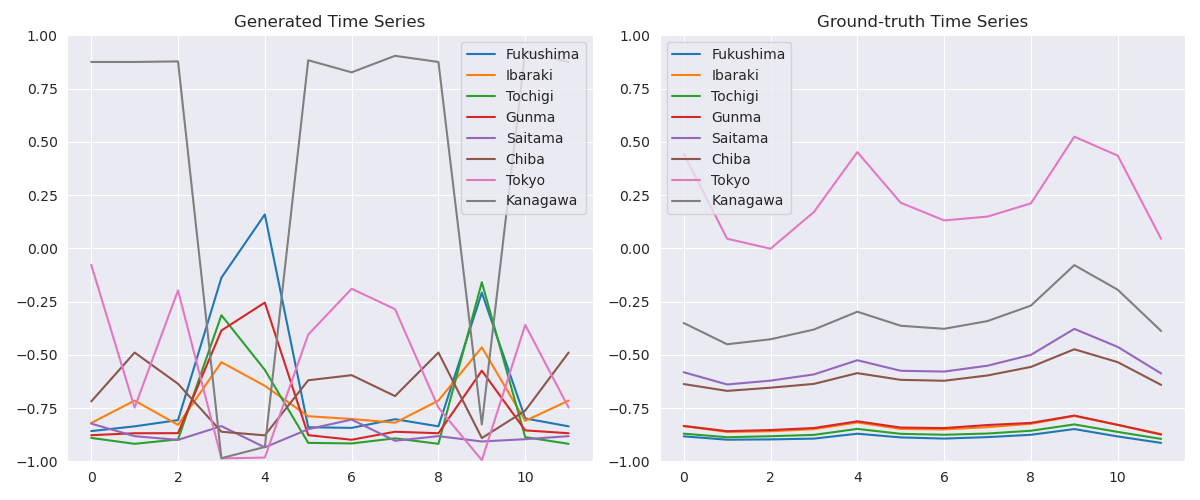 Generated Time Series
1.00
0.75
0.50
0.25
0.00
−0.25
−0.50
−0.75
−1.00
0 2 4 6 8 10
Fukushima
Ibaraki
Tochigi
Gunma
Saitama
Chiba
Tokyo
Kanagawa
Ground-truth Time Series
1.00
0.75
0.50
0.25
0.00
−0.25
−0.50
−0.75
−1.00
0 2 4 6 8 10
Fukushima
Ibaraki
Tochigi
Gunma
Saitama
Chiba
Tokyo
Kanagawa